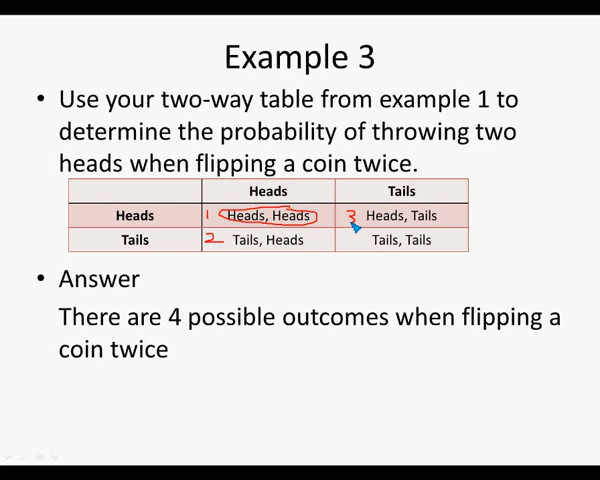 Example 3
• Use your two-way table from example 1 to
determine the probability of throwing two
heads when flipping a coin twice.
Heads Tails
Heads 1 Heads, Heads 3 Heads, Tails
Tails 2 Tails, Heads Tails, Tails
• Answer
There are 4 possible outcomes when flipping a
coin twice